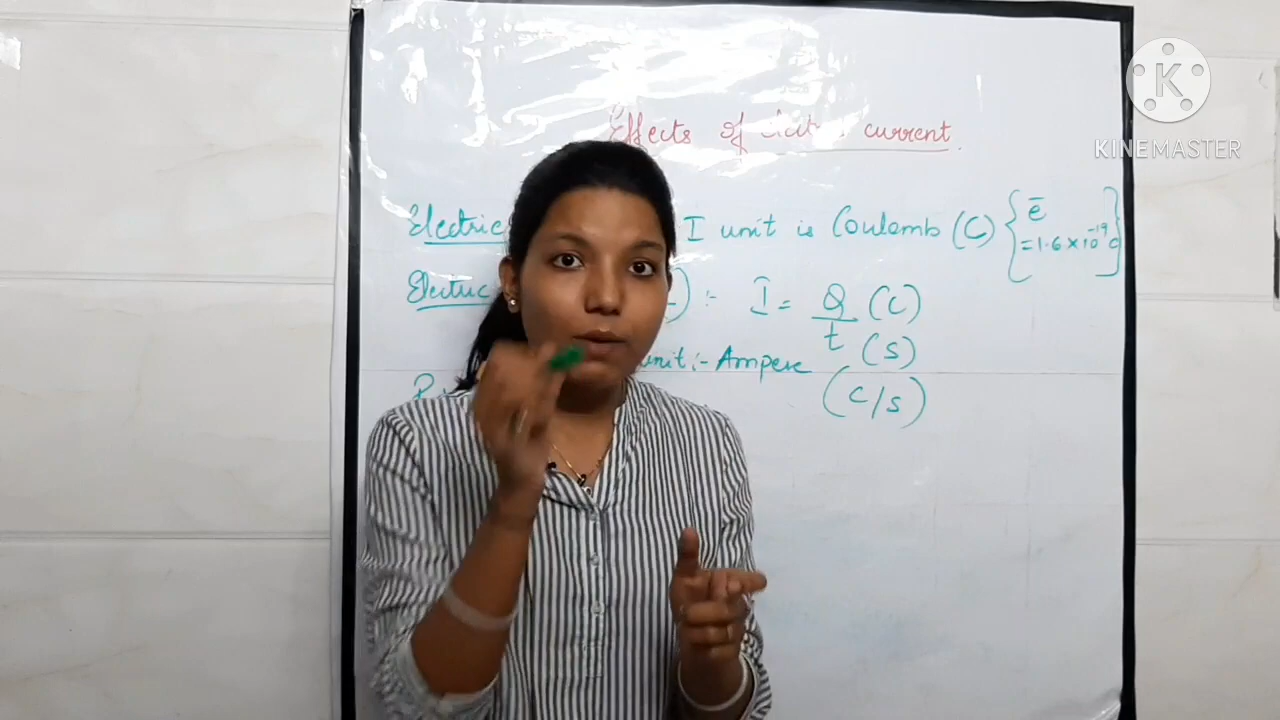 Effects of current.
Electric I unit is Coulomb (C) { ē
= 1.6 × 10⁻¹⁹ C }
Electric ) :- I = Q/t (C)
(S)
unit :- Ampere (C/S)
K
KINEMASTER